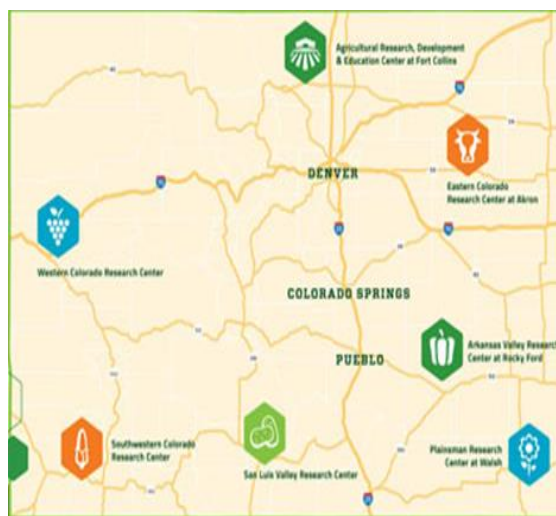 Agricultural Research, Development
& Education Center at Fort Collins
DENVER
Eastern Colorado
Research Center at Akron
Western Colorado Research Center
COLORADO SPRINGS
Arkansas Valley Research
Center at Rocky Ford
PUEBLO
Southwestern Colorado
Research Center
San Luis Valley Research Center
Plainsman Research
Center at Walsh